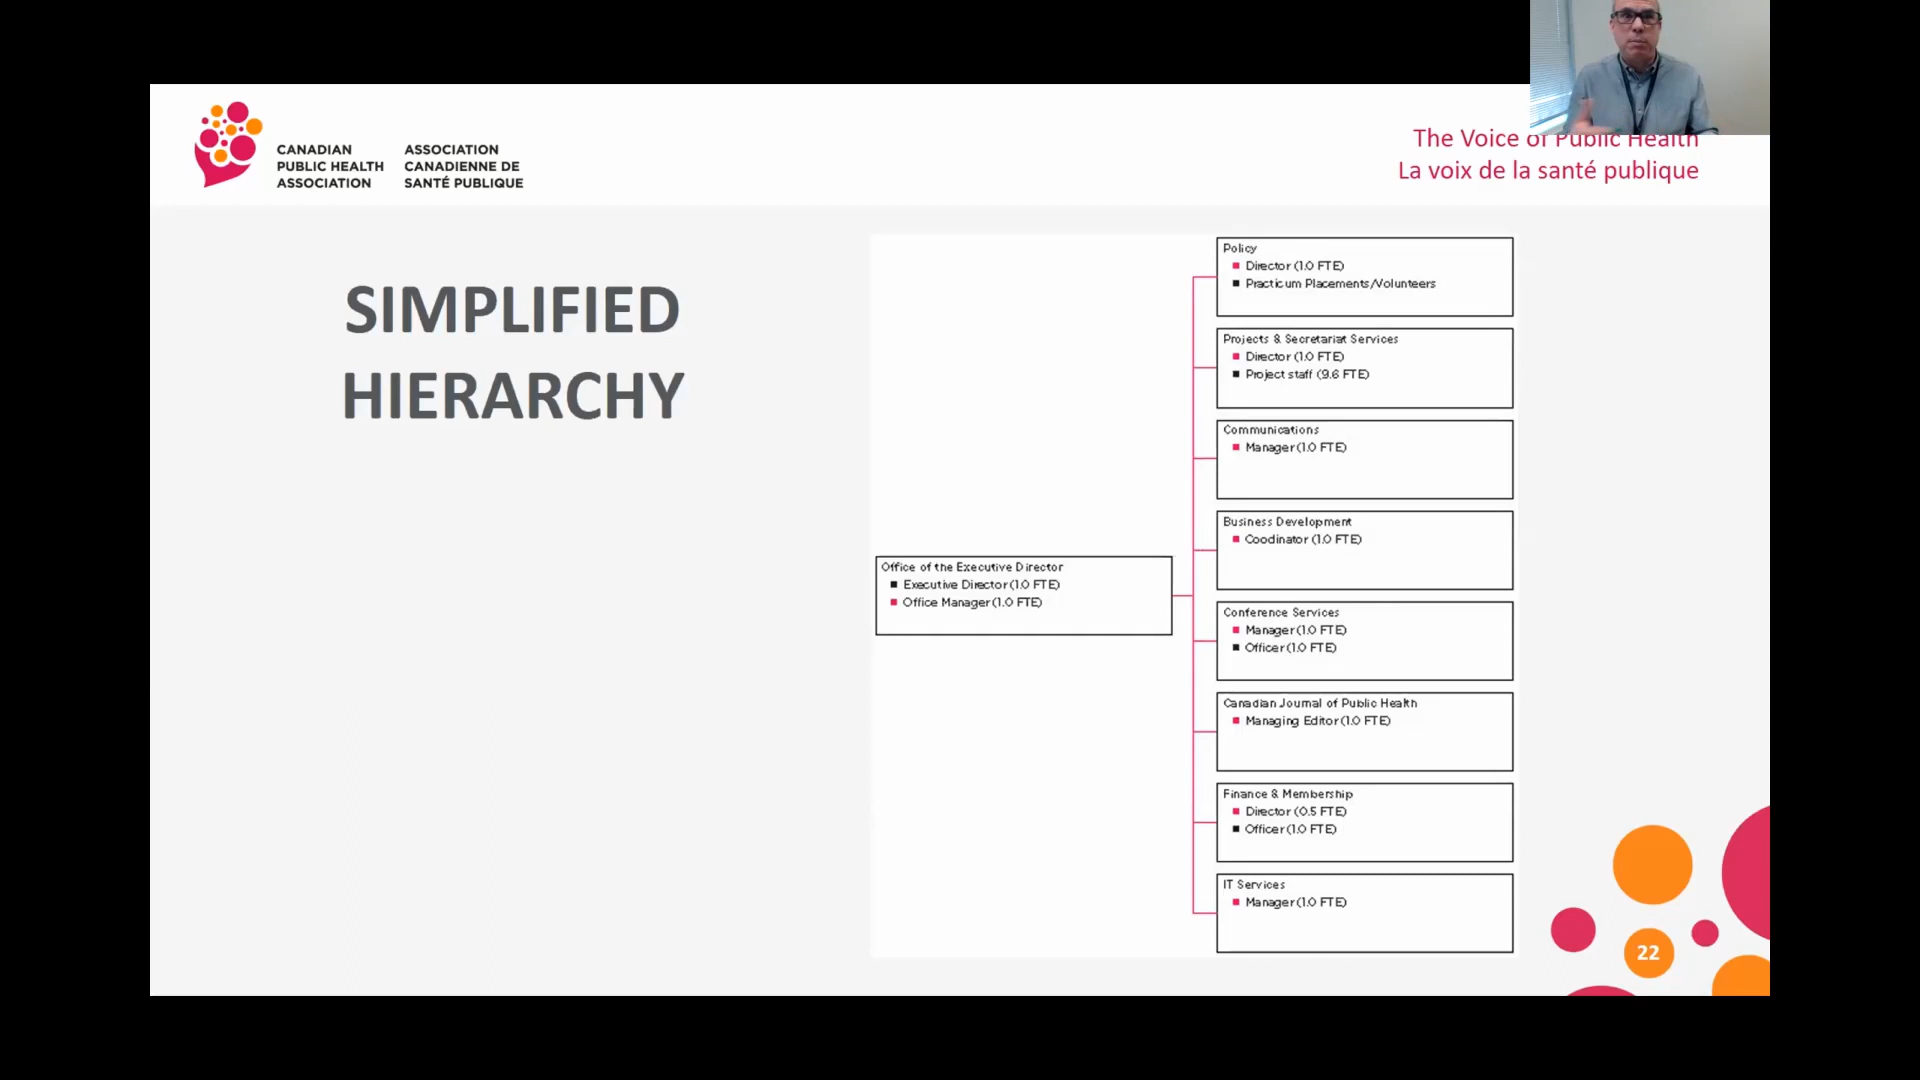 CANADIAN
PUBLIC HEALTH
ASSOCIATION
ASSOCIATION
CANADIENNE DE
SANTÉ PUBLIQUE
The Voice of Public Health
La voix de la santé publique
SIMPLIFIED
HIERARCHY
Office of the Executive Director
Executive Director (1.0 FTE)
Office Manager (1.0 FTE)
Policy
Director (1.0 FTE)
Practicum Placements/Volunteers
Projects & Secretariat Services
Director (1.0 FTE)
Project staff (9.6 FTE)
Communications
Manager (1.0 FTE)
Business Development
Coodinator (1.0 FTE)
Conference Services
Manager (1.0 FTE)
Officer (1.0 FTE)
Canadian Journal of Public Health
Managing Editor (1.0 FTE)
Finance & Membership
Director (0.5 FTE)
Officer (1.0 FTE)
IT Services
Manager (1.0 FTE)
22